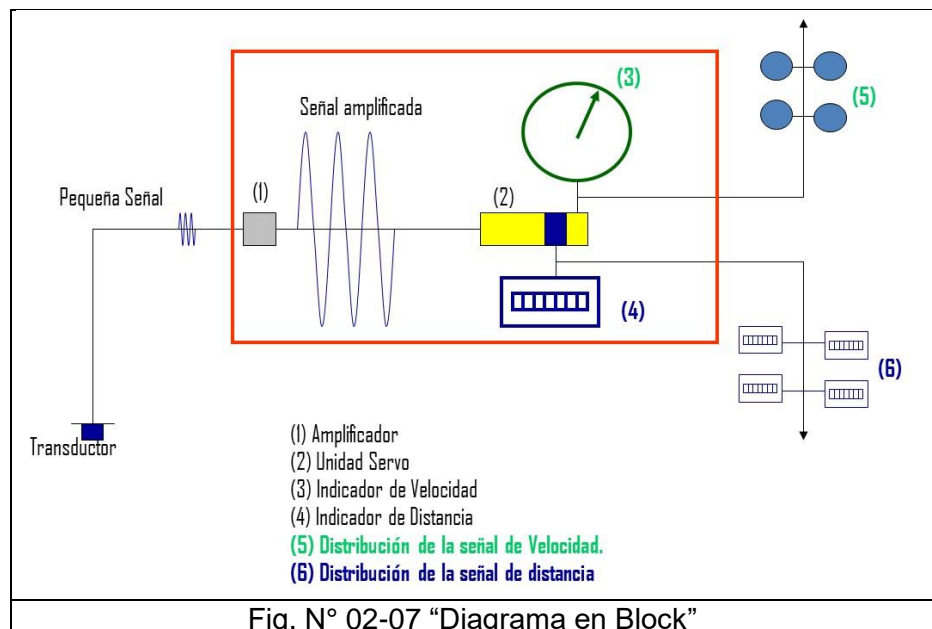 (3)
(5)
Señal amplificada
Pequeña Señal
(1)
(2)
(4)
(6)
Transductor
(1) Amplificador
(2) Unidad Servo
(3) Indicador de Velocidad
(4) Indicador de Distancia
(5) Distribución de la señal de Velocidad.
(6) Distribución de la señal de distancia
Fig. N° 02-07 “Diagrama en Block”